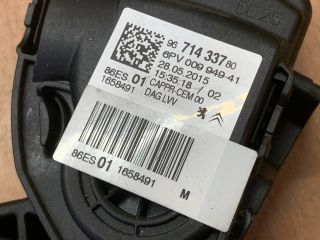 DE 25
96 714 337 80
6PV 009 949-41
28.05.2015
15:35:18 / 02
86ES 01 CAPPR-CEM 00
1658491 DAG LVV
86ES 01 1658491
M